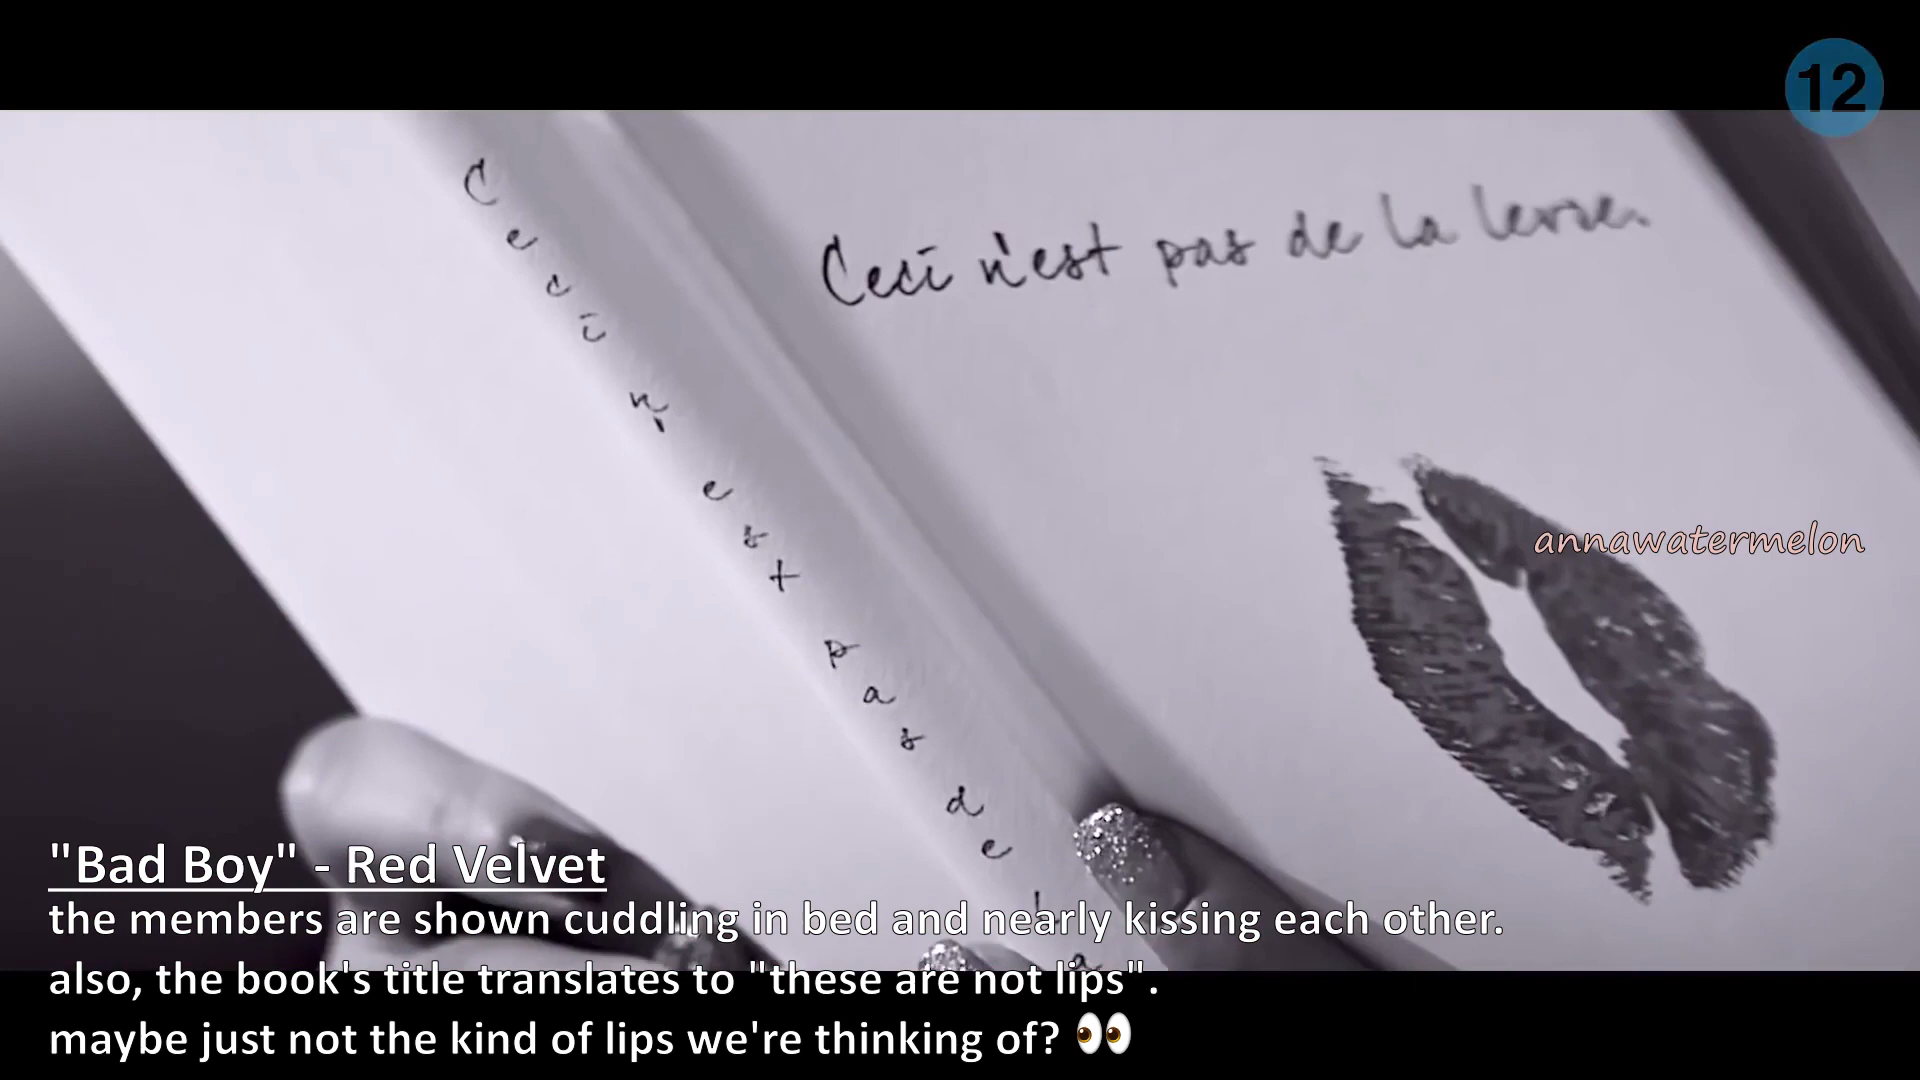 12
Ceci n'est pas de la levre.
Ceci n'est pas de la
annawatermelon
"Bad Boy" - Red Velvet
the members are shown cuddling in bed and nearly kissing each other.
also, the book's title translates to "these are not lips".
maybe just not the kind of lips we're thinking of? 👀